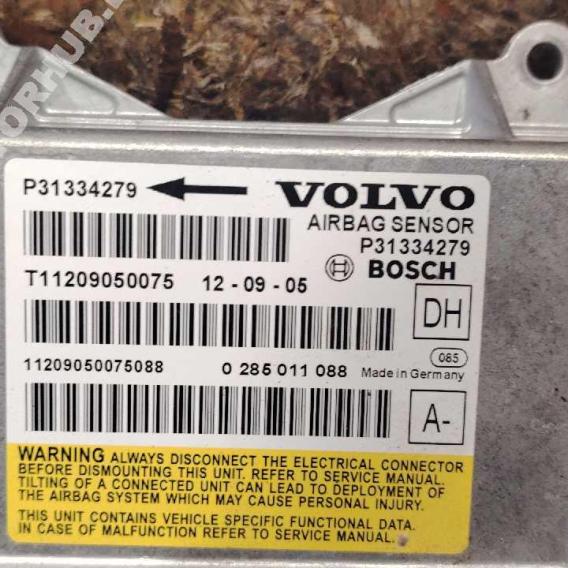 P31334279
VOLVO
AIRBAG SENSOR
P31334279
BOSCH
T11209050075 12-09-05
DH
085
11209050075088 0 285 011 088 Made in Germany
A-
WARNING ALWAYS DISCONNECT THE ELECTRICAL CONNECTOR
BEFORE DISMOUNTING THIS UNIT. REFER TO SERVICE MANUAL.
TILTING OF A CONNECTED UNIT CAN LEAD TO DEPLOYMENT OF
THE AIRBAG SYSTEM WHICH MAY CAUSE PERSONAL INJURY.
THIS UNIT CONTAINS VEHICLE SPECIFIC FUNCTIONAL DATA.
IN CASE OF MALFUNCTION REFER TO SERVICE MANUAL.